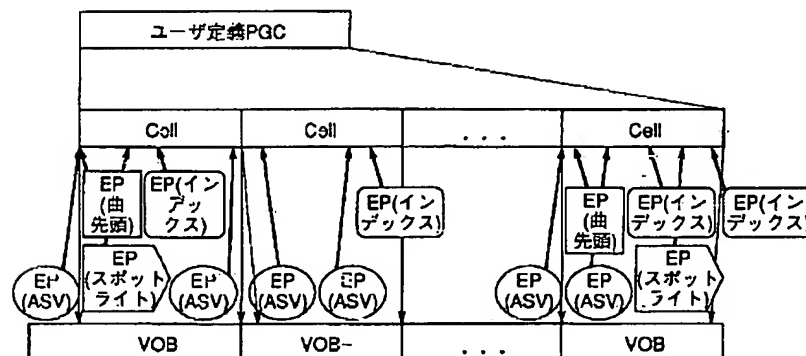 ユーザ定義PGC
Cell
Cell
. . .
Cell
EP
(曲
先頭)
EP(イン
デッ
クス)
EP(イン
デックス)
EP
(曲
先頭)
EP(イン
デックス)
EP(イン
デックス)
EP
(ASV)
EP
(スポット
ライト)
EP
(ASV)
EP
(ASV)
EP
(ASV)
EP
(ASV)
EP
(ASV)
EP
(スポット
ライト)
VOB
VOB-
. . .
VOB